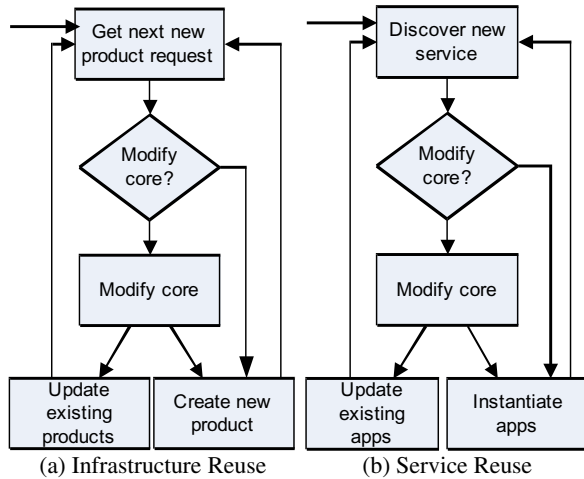 Get next new
product request
Modify
core?
Modify core
Update
existing
products
Create new
product
(a) Infrastructure Reuse
Discover new
service
Modify
core?
Modify core
Update
existing
apps
Instantiate
apps
(b) Service Reuse